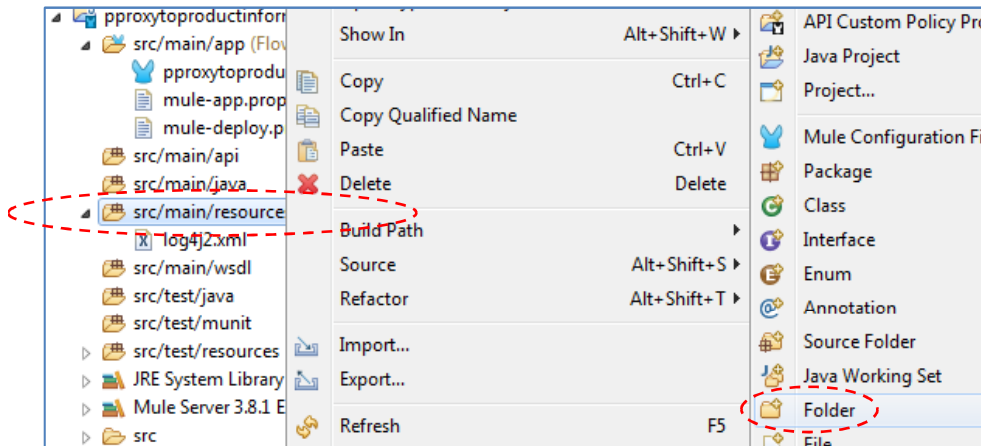 pproxytoproductinforr
src/main/app (Flov
pproxytoprodu
mule-app.prop
mule-deploy.p
src/main/api
src/main/java
src/main/resource
log4j2.xml
src/main/wsdl
src/test/java
src/test/munit
src/test/resources
JRE System Library
Mule Server 3.8.1 E
src
Show In Alt+Shift+W
Copy Ctrl+C
Copy Qualified Name
Paste Ctrl+V
Delete Delete
Build Path
Source Alt+Shift+S
Refactor Alt+Shift+T
Import...
Export...
Refresh F5
API Custom Policy Pro
Java Project
Project...
Mule Configuration Fi
Package
Class
Interface
Enum
Annotation
Source Folder
Java Working Set
Folder
File